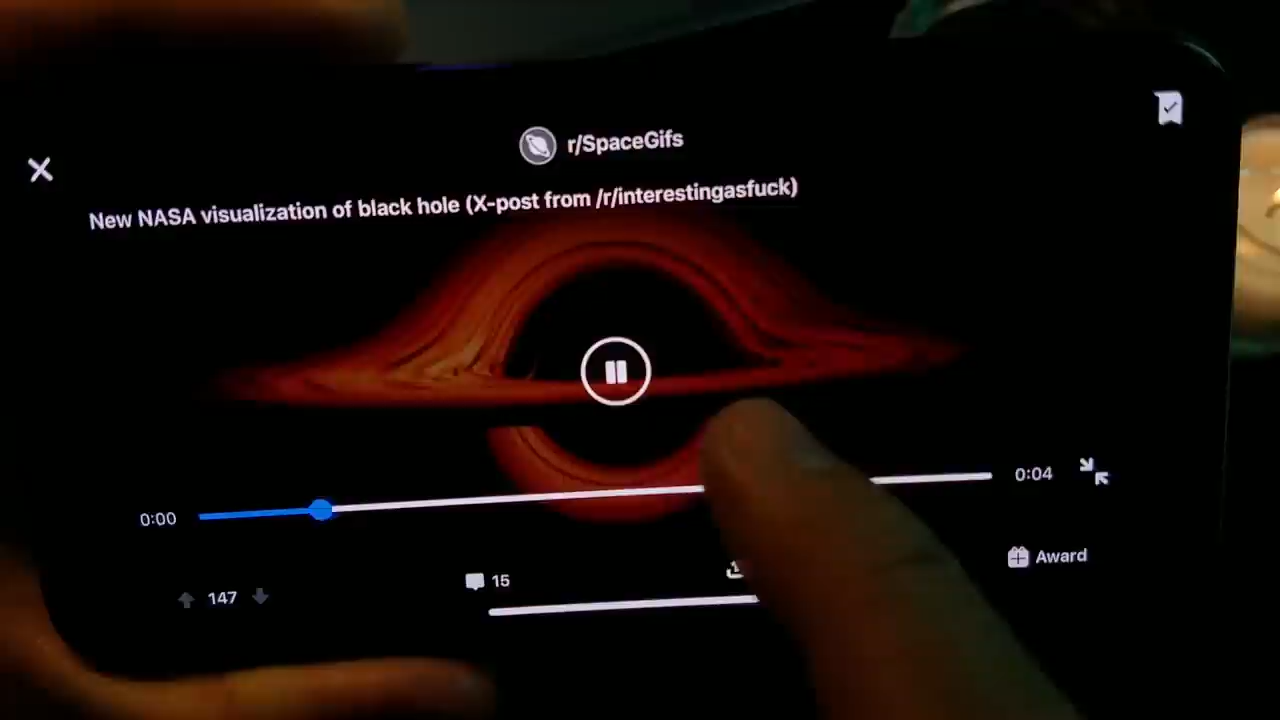 r/SpaceGifs
New NASA visualization of black hole (X-post from /r/interestingasfuck)
0:00
0:04
147
15
Award